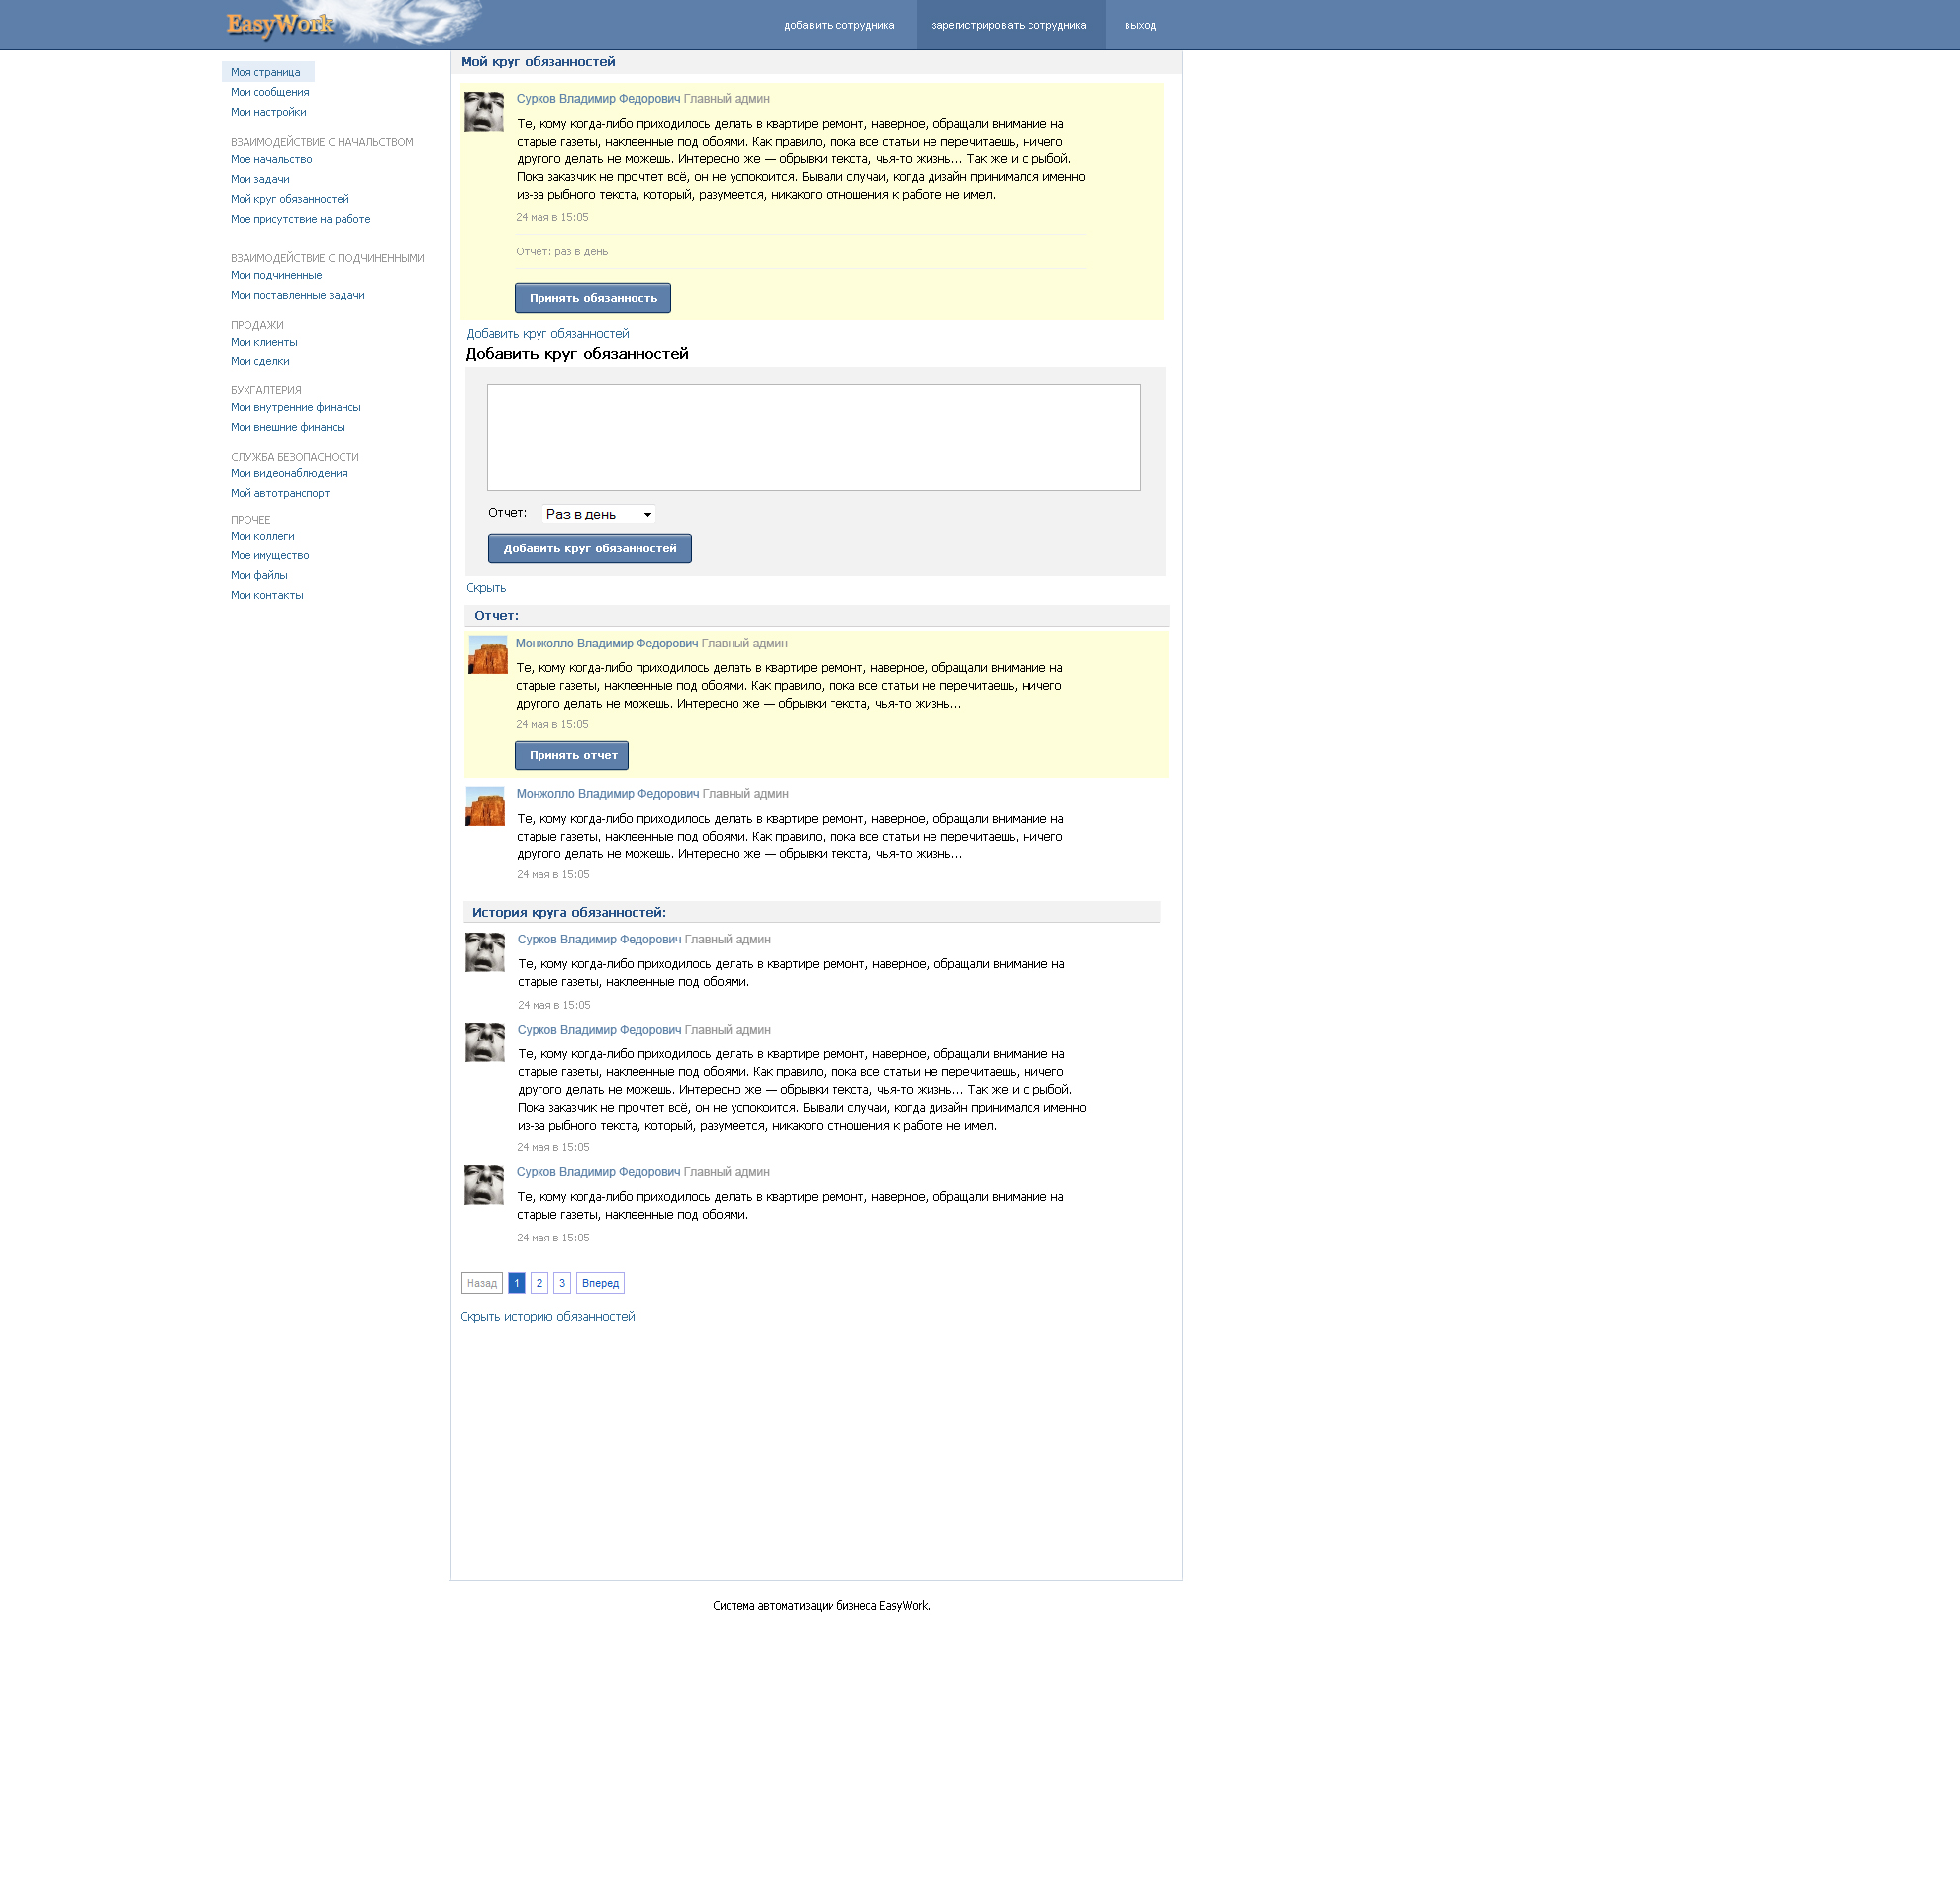 EasyWork
добавить сотрудника
зарегистрировать сотрудника
выход
Моя страница
Мои сообщения
Мои настройки
ВЗАИМОДЕЙСТВИЕ С НАЧАЛЬСТВОМ
Мое начальство
Мои задачи
Мой круг обязанностей
Мое присутствие на работе
ВЗАИМОДЕЙСТВИЕ С ПОДЧИНЕННЫМИ
Мои подчиненные
Мои поставленные задачи
ПРОДАЖИ
Мои клиенты
Мои сделки
БУХГАЛТЕРИЯ
Мои внутренние финансы
Мои внешние финансы
СЛУЖБА БЕЗОПАСНОСТИ
Мои видеонаблюдения
Мой автотранспорт
ПРОЧЕЕ
Мои коллеги
Мое имущество
Мои файлы
Мои контакты
Мой круг обязанностей
Сурков Владимир Федорович Главный админ
Те, кому когда-либо приходилось делать в квартире ремонт, наверное, обращали внимание на
старые газеты, наклеенные под обоями. Как правило, пока все статьи не перечитаешь, ничего
другого делать не можешь. Интересно же — обрывки текста, чья-то жизнь... Так же и с рыбой.
Пока заказчик не прочтет всё, он не успокоится. Бывали случаи, когда дизайн принимался именно
из-за рыбного текста, который, разумеется, никакого отношения к работе не имел.
24 мая в 15:05
Отчет: раз в день
Принять обязанность
Добавить круг обязанностей
Добавить круг обязанностей
Отчет:
Раз в день
Добавить круг обязанностей
Скрыть
Отчет:
Монжолло Владимир Федорович Главный админ
Те, кому когда-либо приходилось делать в квартире ремонт, наверное, обращали внимание на
старые газеты, наклеенные под обоями. Как правило, пока все статьи не перечитаешь, ничего
другого делать не можешь. Интересно же — обрывки текста, чья-то жизнь...
24 мая в 15:05
Принять отчет
Монжолло Владимир Федорович Главный админ
Те, кому когда-либо приходилось делать в квартире ремонт, наверное, обращали внимание на
старые газеты, наклеенные под обоями. Как правило, пока все статьи не перечитаешь, ничего
другого делать не можешь. Интересно же — обрывки текста, чья-то жизнь...
24 мая в 15:05
История круга обязанностей:
Сурков Владимир Федорович Главный админ
Те, кому когда-либо приходилось делать в квартире ремонт, наверное, обращали внимание на
старые газеты, наклеенные под обоями.
24 мая в 15:05
Сурков Владимир Федорович Главный админ
Те, кому когда-либо приходилось делать в квартире ремонт, наверное, обращали внимание на
старые газеты, наклеенные под обоями. Как правило, пока все статьи не перечитаешь, ничего
другого делать не можешь. Интересно же — обрывки текста, чья-то жизнь... Так же и с рыбой.
Пока заказчик не прочтет всё, он не успокоится. Бывали случаи, когда дизайн принимался именно
из-за рыбного текста, который, разумеется, никакого отношения к работе не имел.
24 мая в 15:05
Сурков Владимир Федорович Главный админ
Те, кому когда-либо приходилось делать в квартире ремонт, наверное, обращали внимание на
старые газеты, наклеенные под обоями.
24 мая в 15:05
Назад 1 2 3 Вперед
Скрыть историю обязанностей
Система автоматизации бизнеса EasyWork.